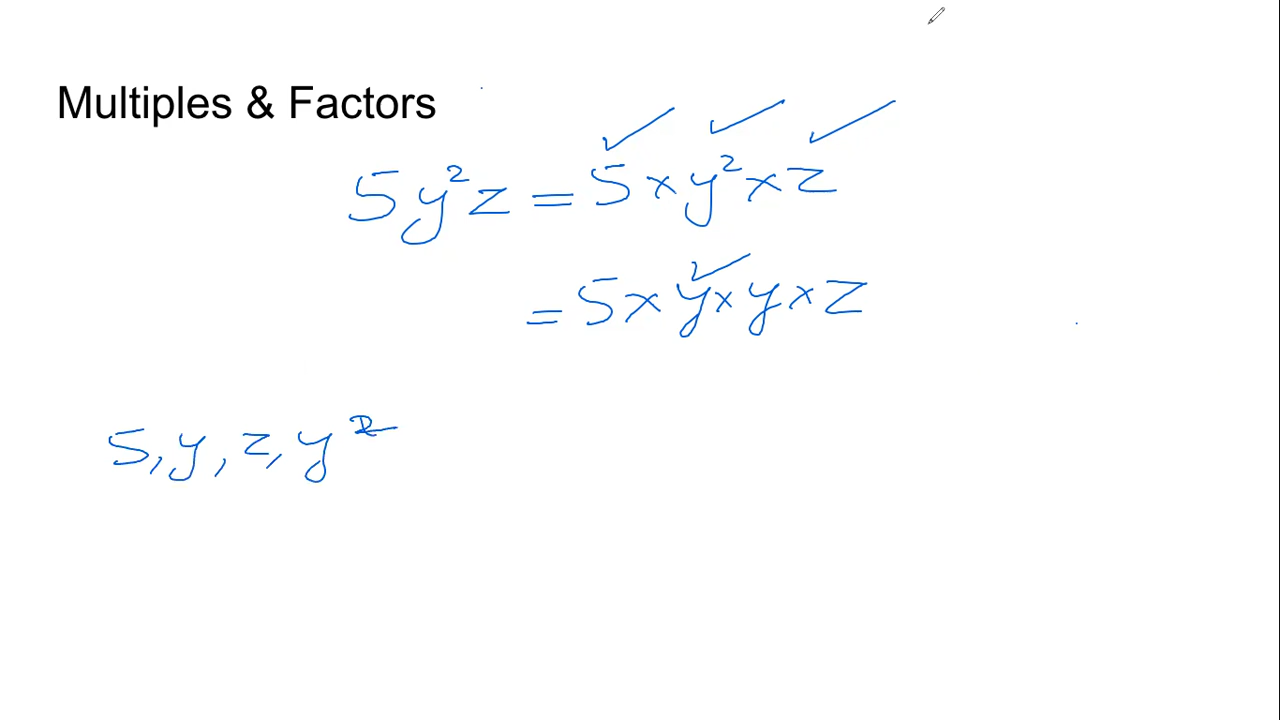 Multiples & Factors
5y²z = 5 × y² × z
= 5 × y × y × z
5, y, z, y²